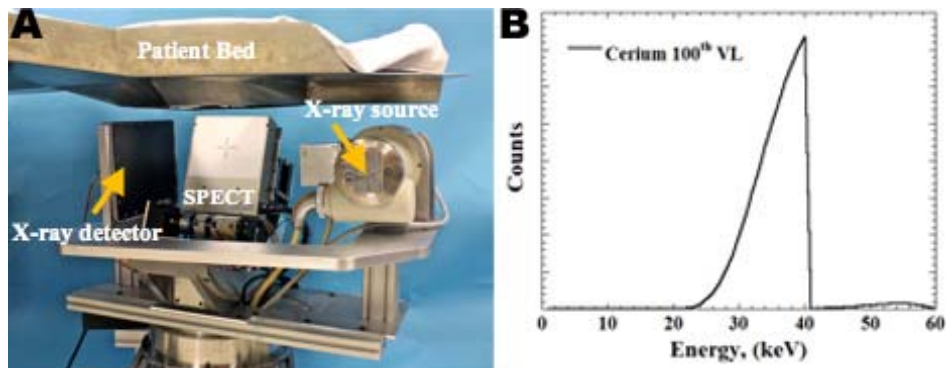 A
Patient Bed
X-ray source
SPECT
X-ray detector
B
Cerium 100th VL
Counts
0 10 20 30 40 50 60
Energy, (keV)